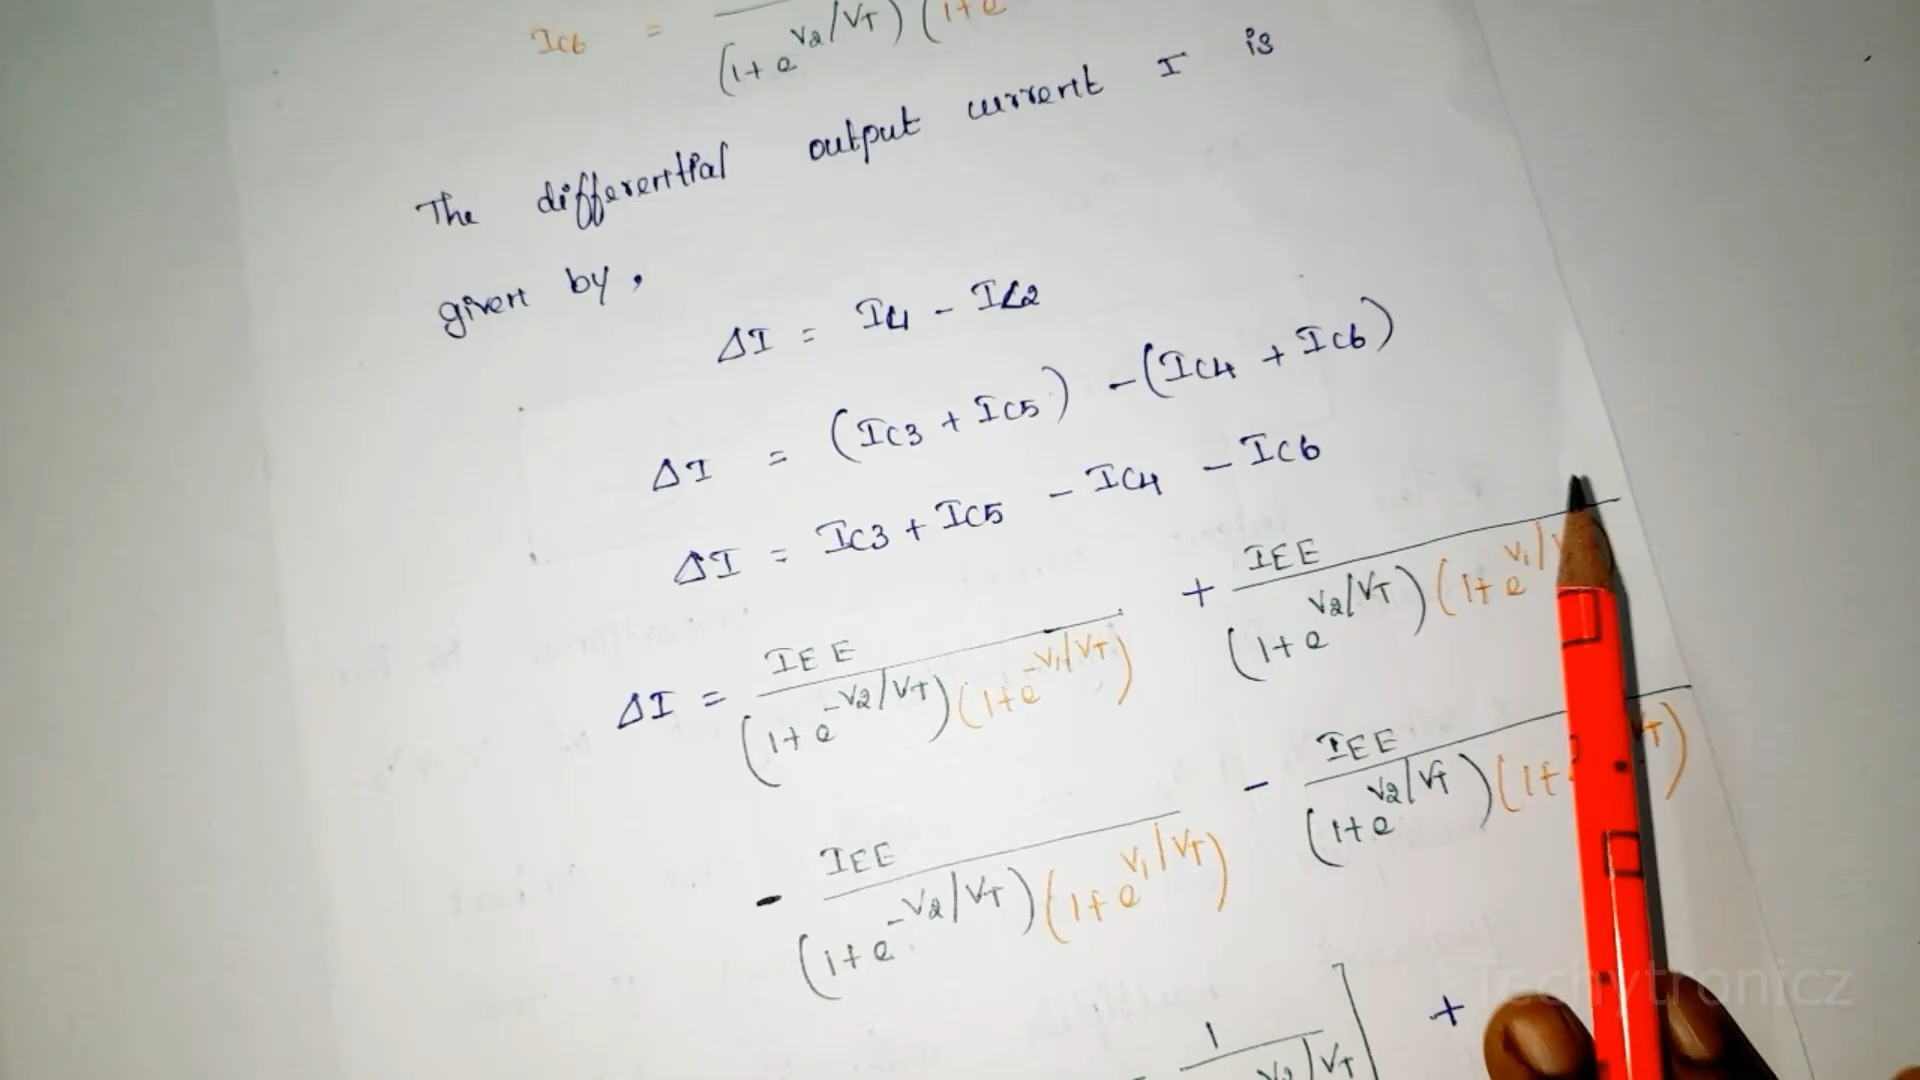 IC6 = (1+e^V2/VT)(1+e
The differential output current I is
given by,
ΔI = IL1 - IL2
ΔI = (IC3 + IC5) - (IC4 + IC6)
ΔI = IC3 + IC5 - IC4 - IC6
ΔI = IEE / (1+e^-V2/VT)(1+e^-V1/VT) + IEE / (1+e^V2/VT)(1+e^V1/
- IEE / (1+e^-V2/VT)(1+e^V1/VT) - IEE / (1+e^V2/VT)(1+ T)
1 / V2/VT ] +
Techytronicz